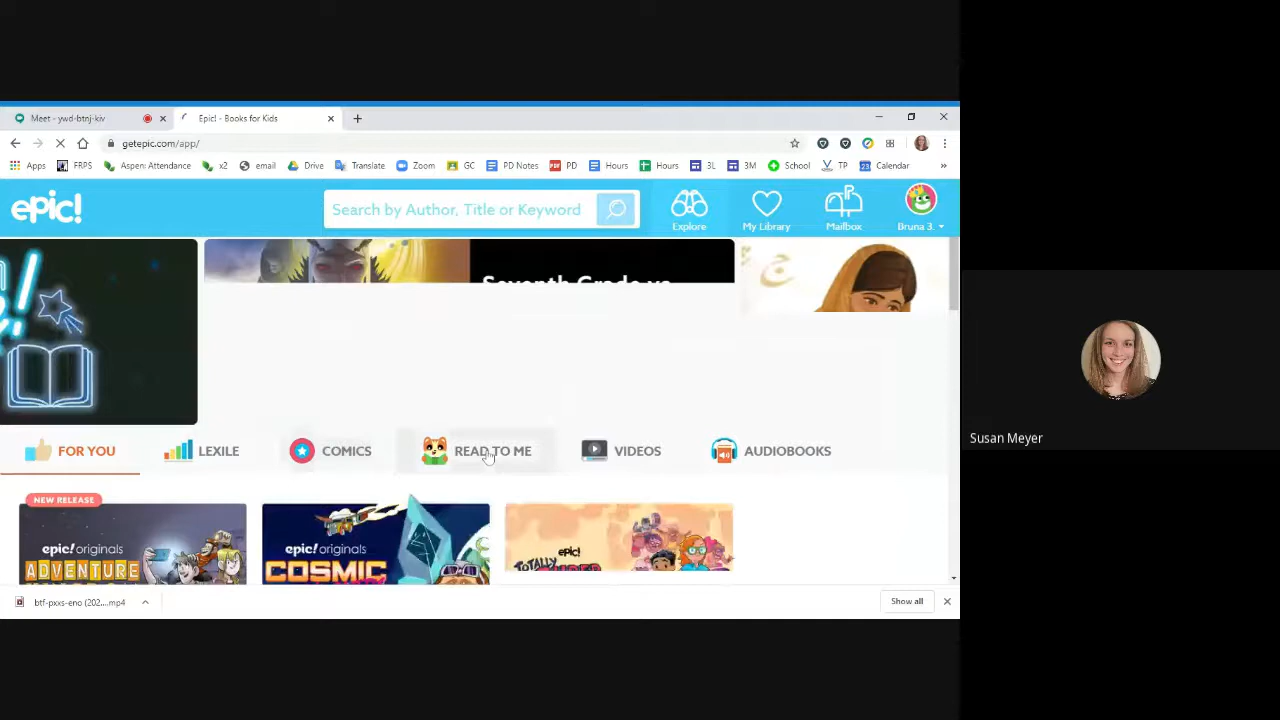 Meet - ywd-btnj-kiv
Epic! - Books for Kids
getepic.com/app/
Apps FRPS Aspen: Attendance x2 email Drive Translate Zoom GC PD Notes PD Hours Hours 3L 3M School TP Calendar »
epic!
Search by Author, Title or Keyword
Explore
My Library
Mailbox
Bruna 3.
FOR YOU
LEXILE
COMICS
READ TO ME
VIDEOS
AUDIOBOOKS
NEW RELEASE
epic! originals
ADVENTURE
epic! originals
COSMIC
epic!
TOTALLY
btf-pxxs-eno (202....mp4
Show all
Susan Meyer